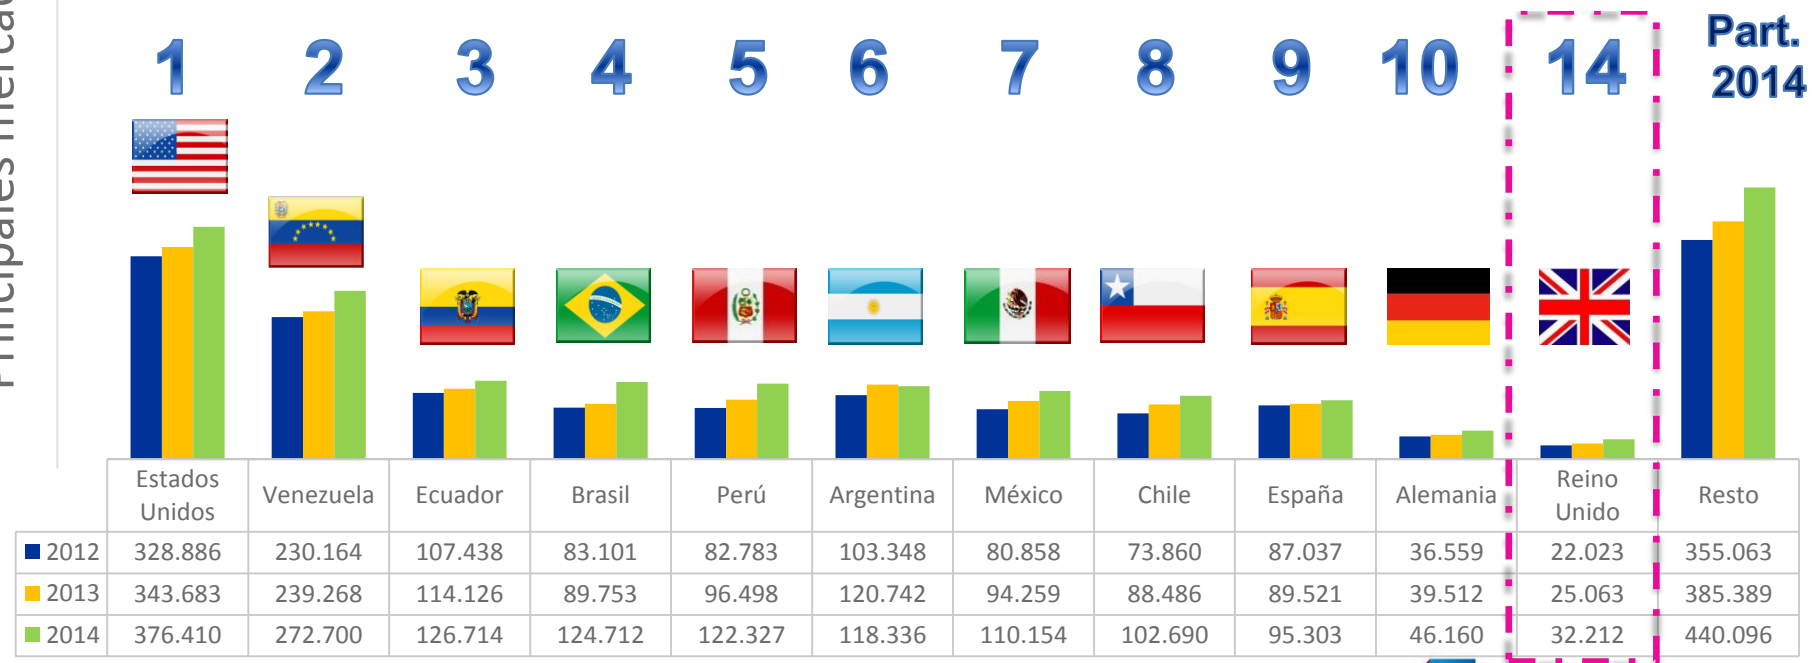 Principales merca
1 2 3 4 5 6 7 8 9 10 14 Part. 2014
Estados Unidos Venezuela Ecuador Brasil Perú Argentina México Chile España Alemania Reino Unido Resto
2012 328.886 230.164 107.438 83.101 82.783 103.348 80.858 73.860 87.037 36.559 22.023 355.063
2013 343.683 239.268 114.126 89.753 96.498 120.742 94.259 88.486 89.521 39.512 25.063 385.389
2014 376.410 272.700 126.714 124.712 122.327 118.336 110.154 102.690 95.303 46.160 32.212 440.096